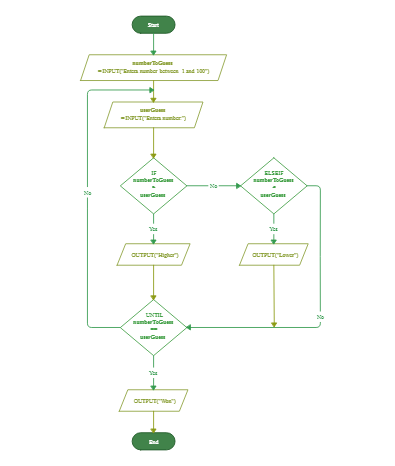 Start
numberToGuess
=INPUT("Enter a number between 1 and 100")
userGuess
=INPUT("Enter a number")
IF
numberToGuess
userGuess
No
ELSEIF
numberToGuess
userGuess
No
Yes
Yes
OUTPUT("Higher")
OUTPUT("Lower")
UNTIL
numberToGuess
userGuess
No
Yes
OUTPUT("Won")
End